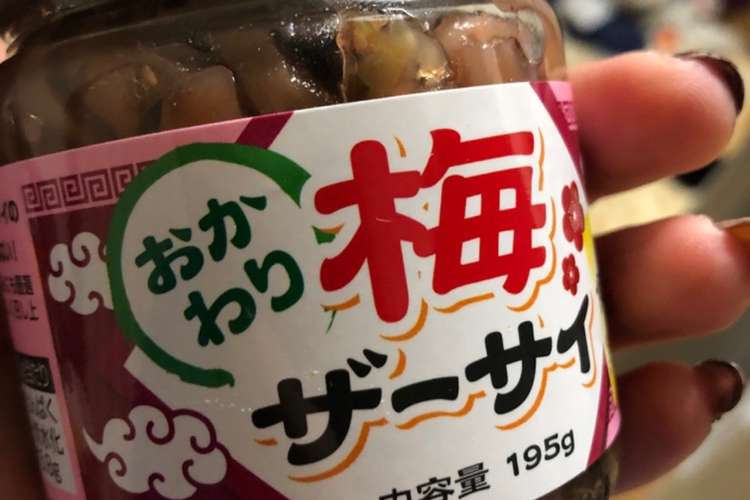 おかわり
梅
ザーサイ
内容量 195g